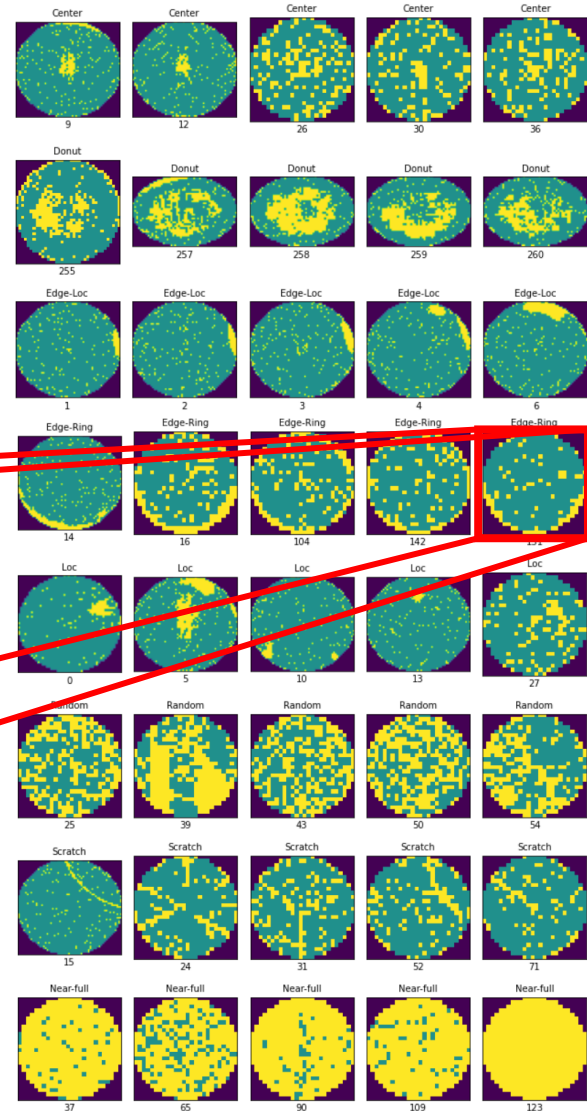 Center Center Center Center Center
9 12 26 30 36
Donut Donut Donut Donut Donut
255 257 258 259 260
Edge-Loc Edge-Loc Edge-Loc Edge-Loc Edge-Loc
1 2 3 4 6
Edge-Ring Edge-Ring Edge-Ring Edge-Ring Edge-Ring
14 16 104 142
Loc Loc Loc Loc Loc
0 5 10 13 27
Random Random Random Random Random
25 39 43 50 54
Scratch Scratch Scratch Scratch Scratch
15 24 31 52 71
Near-full Near-full Near-full Near-full Near-full
37 65 90 109 123